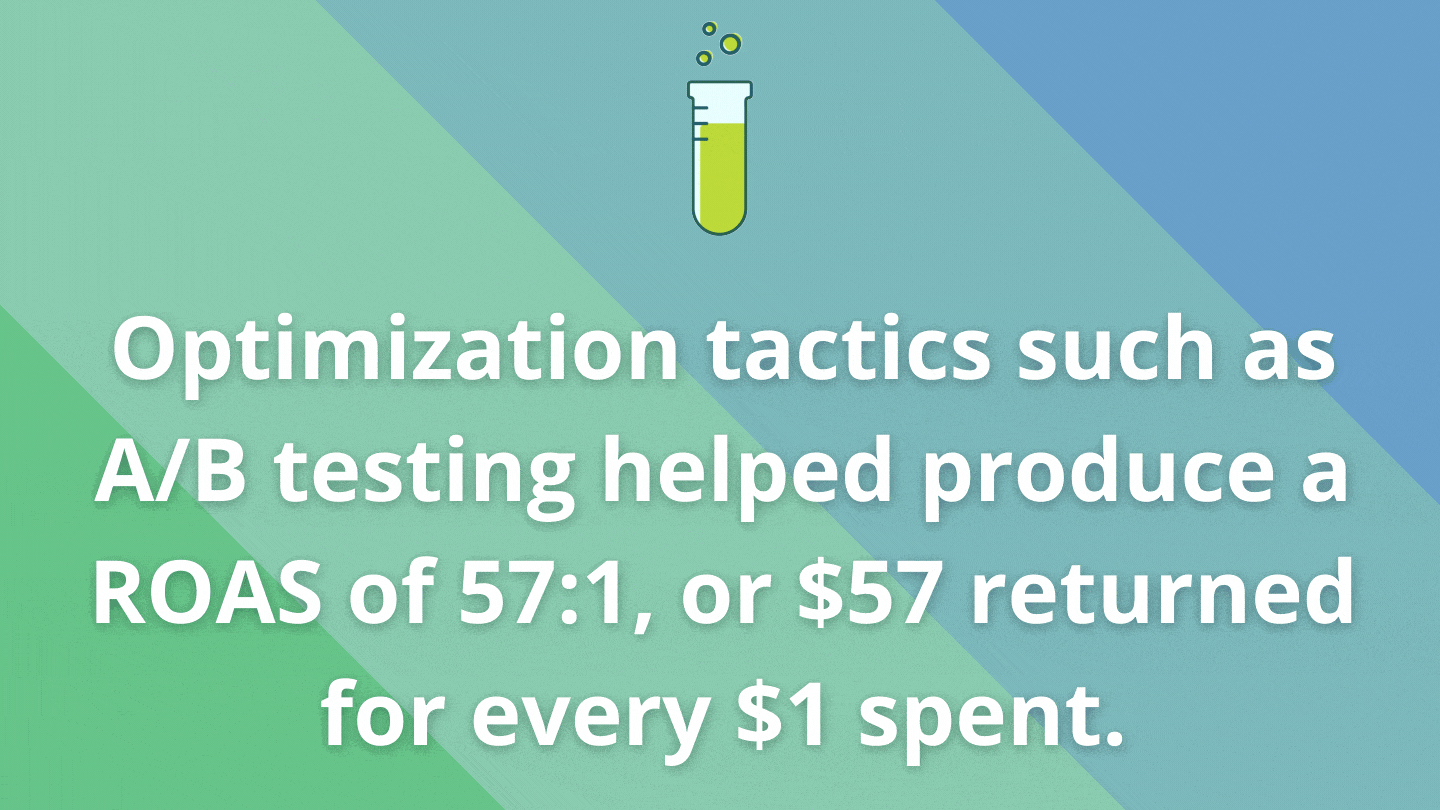 Optimization tactics such as
A/B testing helped produce a
ROAS of 57:1, or $57 returned
for every $1 spent.